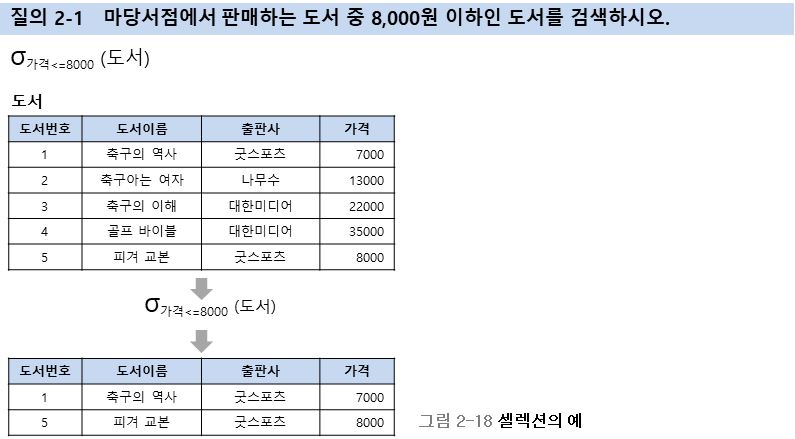 질의 2-1 마당서점에서 판매하는 도서 중 8,000원 이하인 도서를 검색하시오.
σ가격<=8000 (도서)
도서
도서번호 도서이름 출판사 가격
1 축구의 역사 굿스포츠 7000
2 축구아는 여자 나무수 13000
3 축구의 이해 대한미디어 22000
4 골프 바이블 대한미디어 35000
5 피겨 교본 굿스포츠 8000
σ가격<=8000 (도서)
도서번호 도서이름 출판사 가격
1 축구의 역사 굿스포츠 7000
5 피겨 교본 굿스포츠 8000
그림 2-18 셀렉션의 예